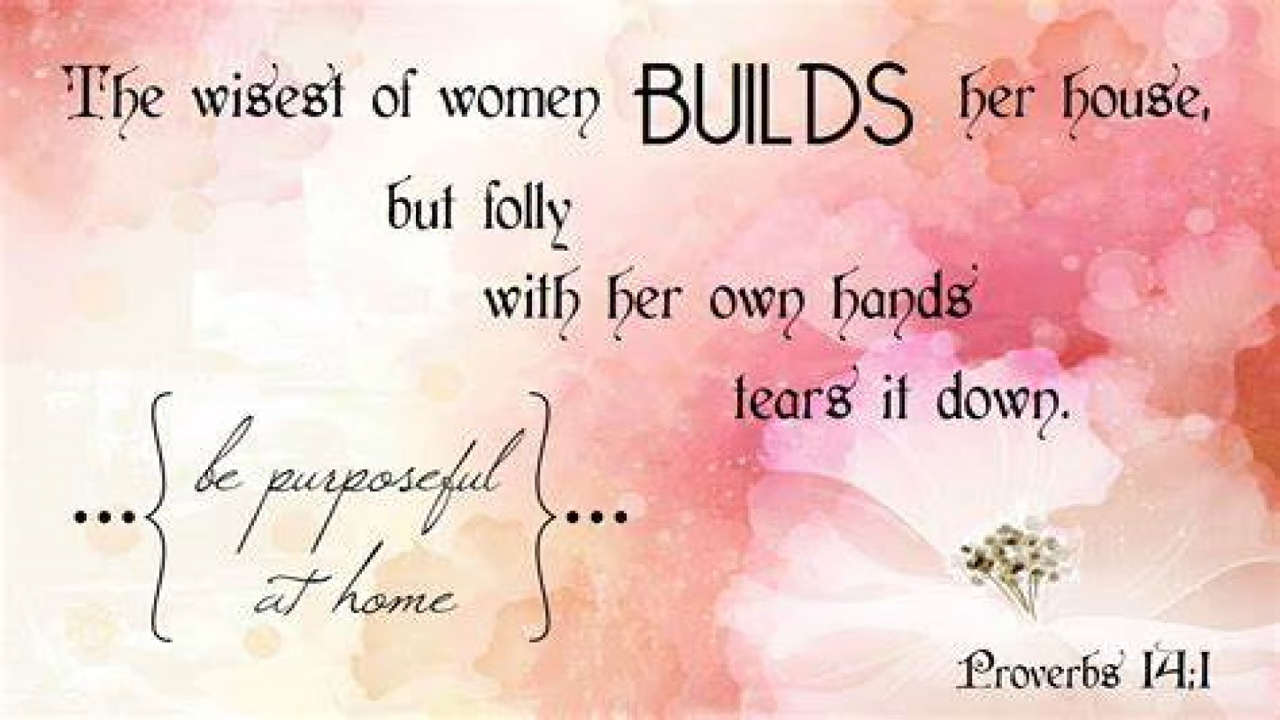 The wisest of women BUILDS her house,
but folly
with her own hands
tears it down.
be purposeful
at home
Proverbs 14:1